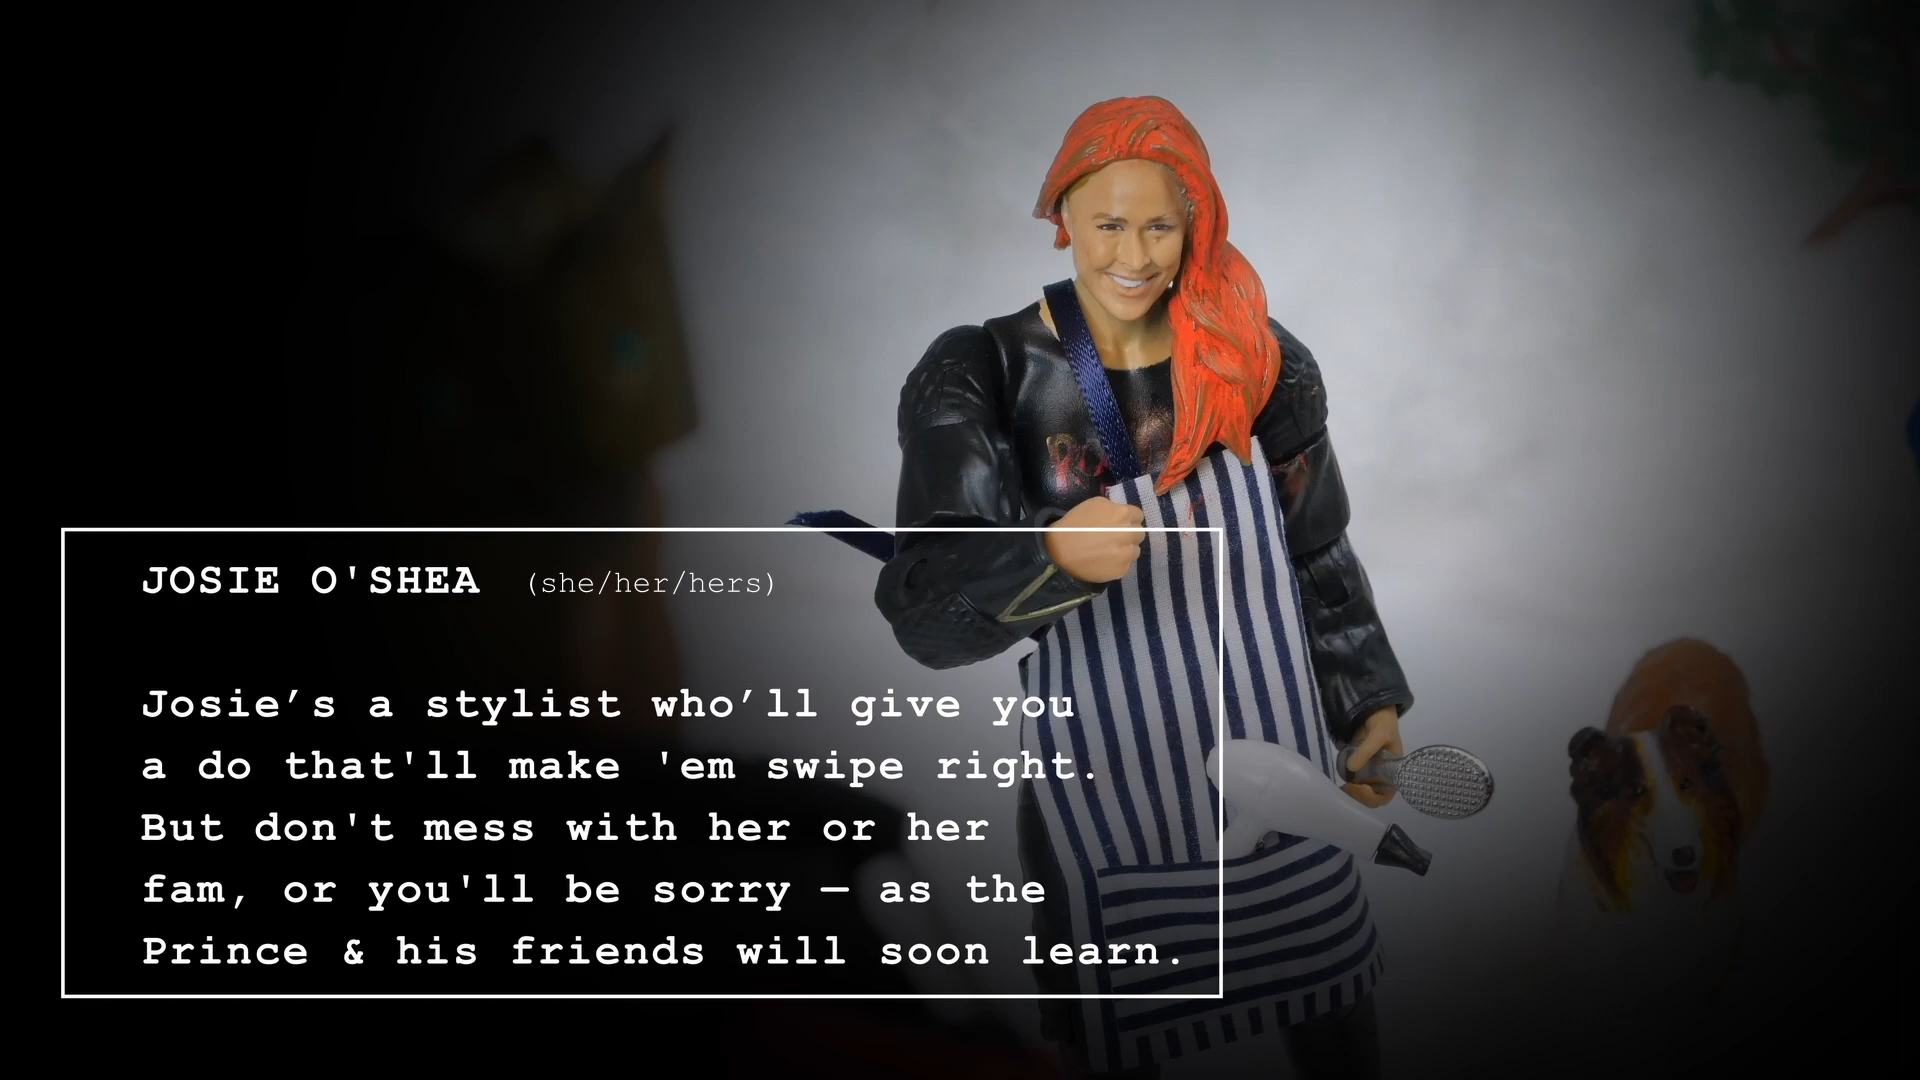 JOSIE O'SHEA (she/her/hers)
Josie’s a stylist who’ll give you
a do that'll make 'em swipe right.
But don't mess with her or her
fam, or you'll be sorry — as the
Prince & his friends will soon learn.